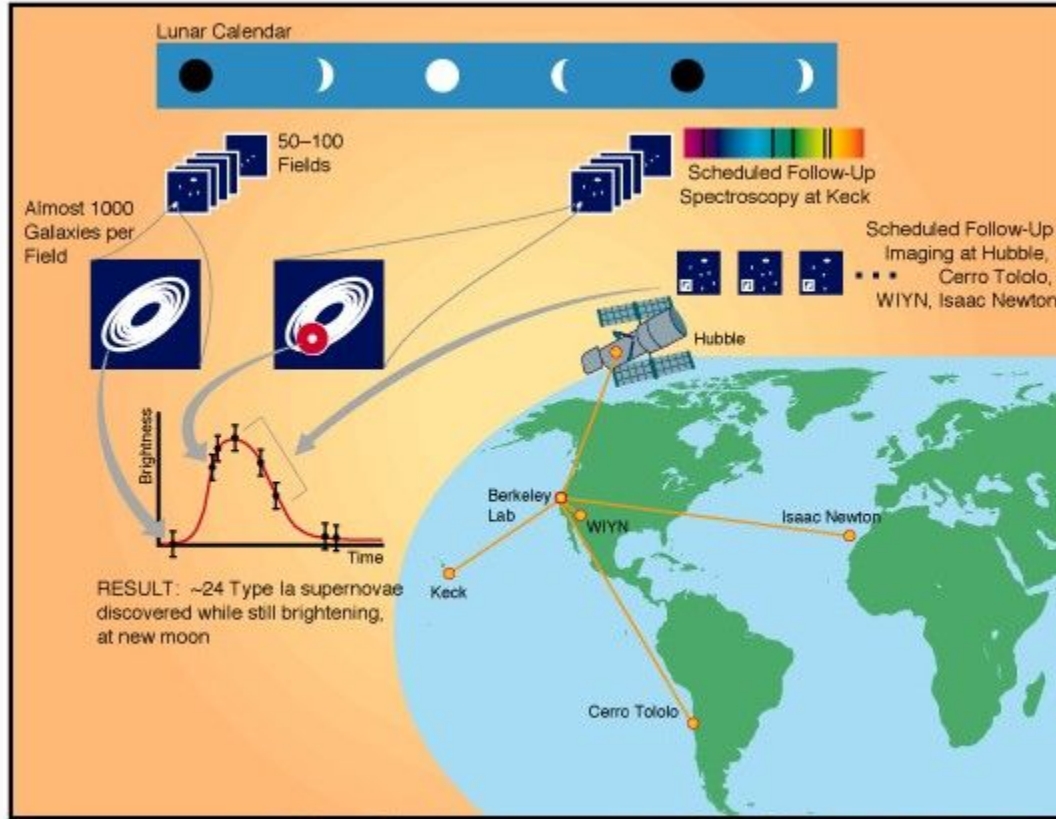 Lunar Calendar
50–100
Fields
Almost 1000
Galaxies per
Field
Scheduled Follow-Up
Spectroscopy at Keck
Scheduled Follow-Up
Imaging at Hubble,
Cerro Tololo,
WIYN, Isaac Newton
Hubble
Brightness
Time
RESULT: ~24 Type Ia supernovae
discovered while still brightening,
at new moon
Berkeley
Lab
WIYN
Isaac Newton
Keck
Cerro Tololo